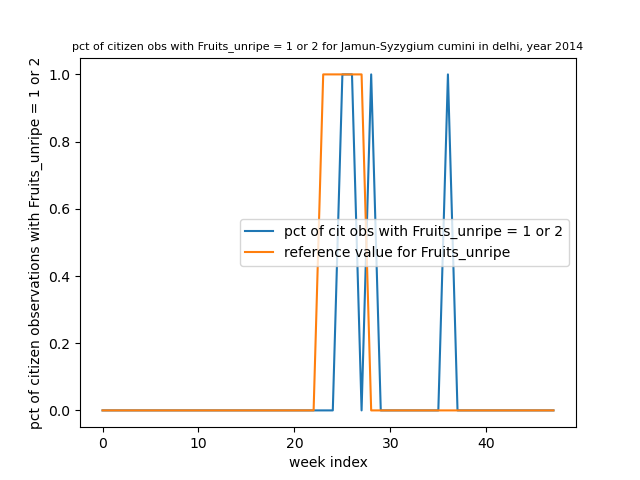 pct of citizen obs with Fruits_unripe = 1 or 2 for Jamun-Syzygium cumini in delhi, year 2014
pct of citizen observations with Fruits_unripe = 1 or 2
1.0
0.8
0.6
0.4
0.2
0.0
pct of cit obs with Fruits_unripe = 1 or 2
reference value for Fruits_unripe
0 10 20 30 40
week index